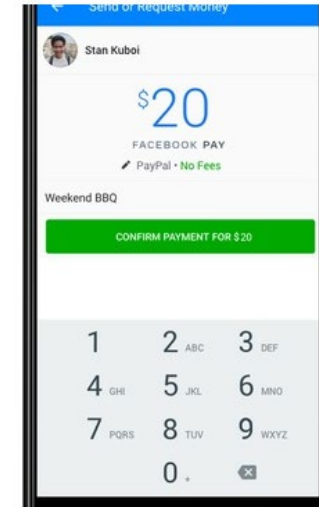 Send or Request Money
Stan Kuboi
$20
FACEBOOK PAY
PayPal • No Fees
Weekend BBQ
CONFIRM PAYMENT FOR $20
1 2 ABC 3 DEF
4 GHI 5 JKL 6 MNO
7 PQRS 8 TUV 9 WXYZ
0 .